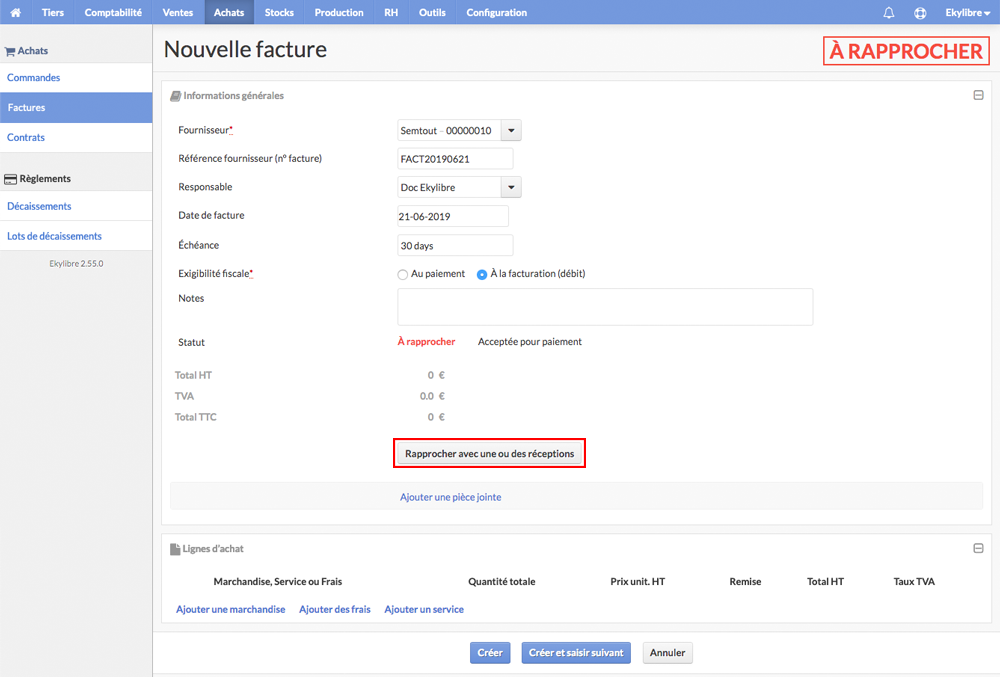 Tiers Comptabilité Ventes Achats Stocks Production RH Outils Configuration Ekylibre
Achats
Commandes
Factures
Contrats
Règlements
Décaissements
Lots de décaissements
Ekylibre 2.55.0
Nouvelle facture
À RAPPROCHER
Informations générales
Fournisseur* Semtout - 00000010
Référence fournisseur (n° facture) FACT20190621
Responsable Doc Ekylibre
Date de facture 21-06-2019
Échéance 30 days
Exigibilité fiscale* Au paiement À la facturation (débit)
Notes
Statut À rapprocher Acceptée pour paiement
Total HT 0 €
TVA 0.0 €
Total TTC 0 €
Rapprocher avec une ou des réceptions
Ajouter une pièce jointe
Lignes d'achat
Marchandise, Service ou Frais Quantité totale Prix unit. HT Remise Total HT Taux TVA
Ajouter une marchandise Ajouter des frais Ajouter un service
Créer Créer et saisir suivant Annuler